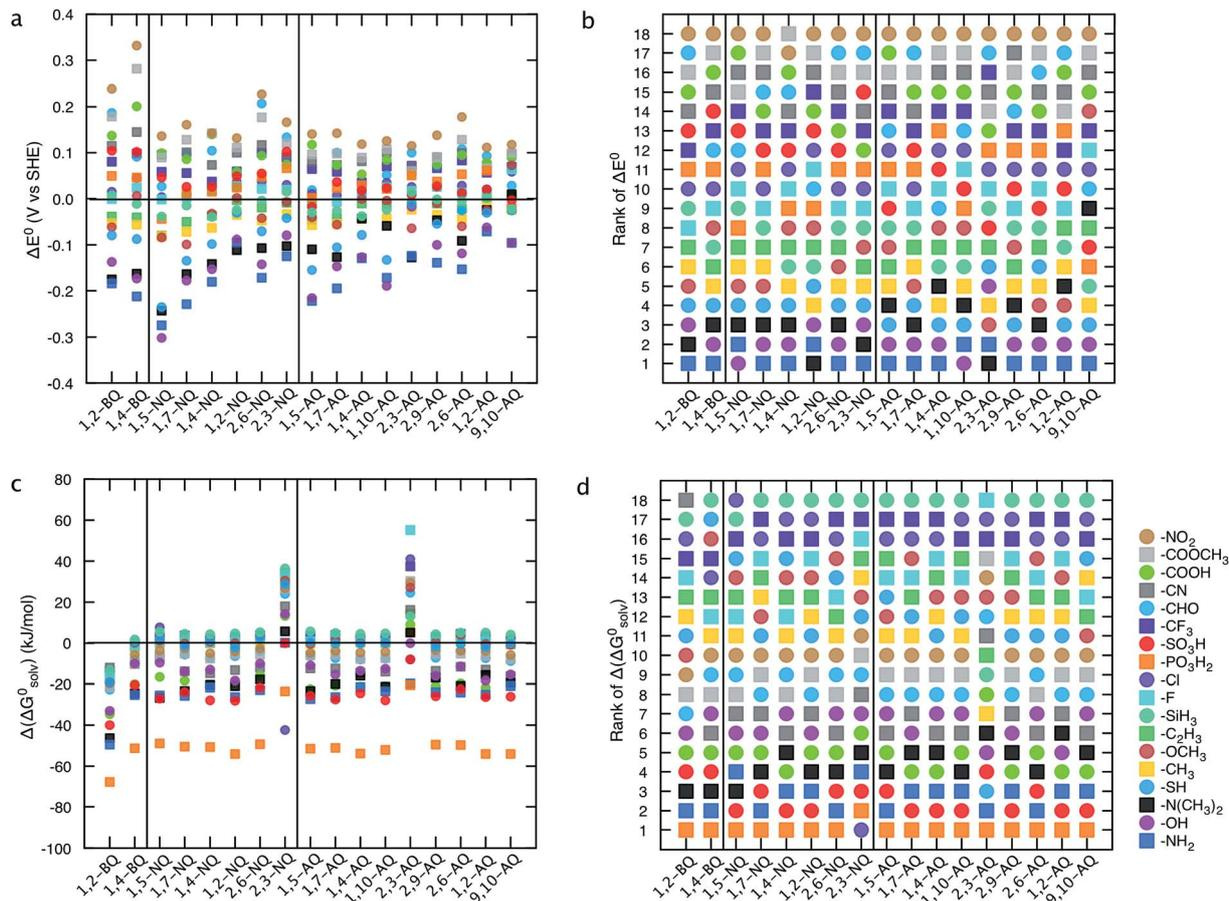 a
0.4
0.3
0.2
0.1
0.0
-0.1
-0.2
-0.3
-0.4
ΔE⁰ (V vs SHE)
1,2−BQ
1,4−BQ
1,5−NQ
1,7−NQ
1,4−NQ
1,2−NQ
2,6−NQ
2,3−NQ
1,5−AQ
1,7−AQ
1,4−AQ
1,10−AQ
2,3−AQ
2,9−AQ
2,6−AQ
1,2−AQ
9,10−AQ
b
18
17
16
15
14
13
12
11
10
9
8
7
6
5
4
3
2
1
Rank of ΔE⁰
1,2−BQ
1,4−BQ
1,5−NQ
1,7−NQ
1,4−NQ
1,2−NQ
2,6−NQ
2,3−NQ
1,5−AQ
1,7−AQ
1,4−AQ
1,10−AQ
2,3−AQ
2,9−AQ
2,6−AQ
1,2−AQ
9,10−AQ
c
80
60
40
20
0
-20
-40
-60
-80
-100
Δ(ΔG⁰solv) (kJ/mol)
1,2−BQ
1,4−BQ
1,5−NQ
1,7−NQ
1,4−NQ
1,2−NQ
2,6−NQ
2,3−NQ
1,5−AQ
1,7−AQ
1,4−AQ
1,10−AQ
2,3−AQ
2,9−AQ
2,6−AQ
1,2−AQ
9,10−AQ
d
18
17
16
15
14
13
12
11
10
9
8
7
6
5
4
3
2
1
Rank of Δ(ΔG⁰solv)
1,2−BQ
1,4−BQ
1,5−NQ
1,7−NQ
1,4−NQ
1,2−NQ
2,6−NQ
2,3−NQ
1,5−AQ
1,7−AQ
1,4−AQ
1,10−AQ
2,3−AQ
2,9−AQ
2,6−AQ
1,2−AQ
9,10−AQ
-NO₂
-COOCH₃
-COOH
-CN
-CHO
-CF₃
-SO₃H
-PO₃H₂
-Cl
-F
-SiH₃
-C₂H₃
-OCH₃
-CH₃
-SH
-N(CH₃)₂
-OH
-NH₂